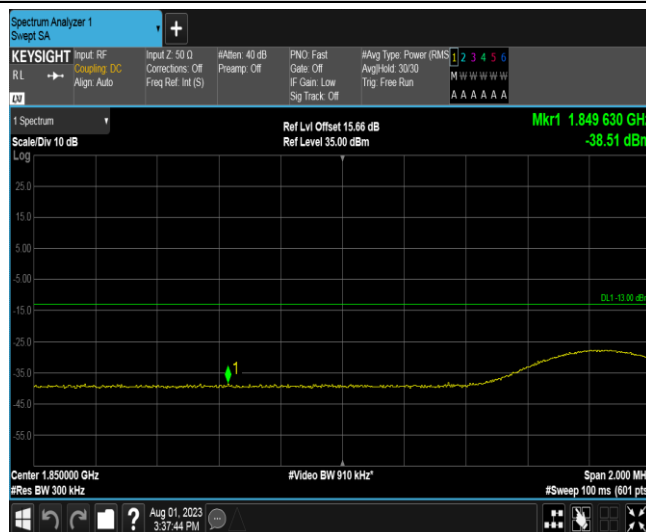 Spectrum Analyzer 1
Swept SA
+
KEYSIGHT Input: RF Input Z: 50 Ω #Atten: 40 dB PNO: Fast #Avg Type: Power (RMS 1 2 3 4 5 6
RL Coupling: DC Corrections: Off Preamp: Off Gate: Off Avg|Hold: 30/30 M W W W W W
Align: Auto Freq Ref: Int (S) IF Gain: Low Trig: Free Run
Sig Track: Off A A A A A A
LXI
1 Spectrum
Ref Lvl Offset 15.66 dB Mkr1 1.849 630 GHz
Scale/Div 10 dB Ref Level 35.00 dBm -38.51 dBm
Log
25.0
15.0
5.00
-5.00
DL1 -13.00 dBm
-15.0
-25.0
1
-35.0
-45.0
-55.0
Center 1.850000 GHz #Video BW 910 kHz* Span 2.000 MH
#Res BW 300 kHz #Sweep 100 ms (601 pts
? Aug 01, 2023
3:37:44 PM